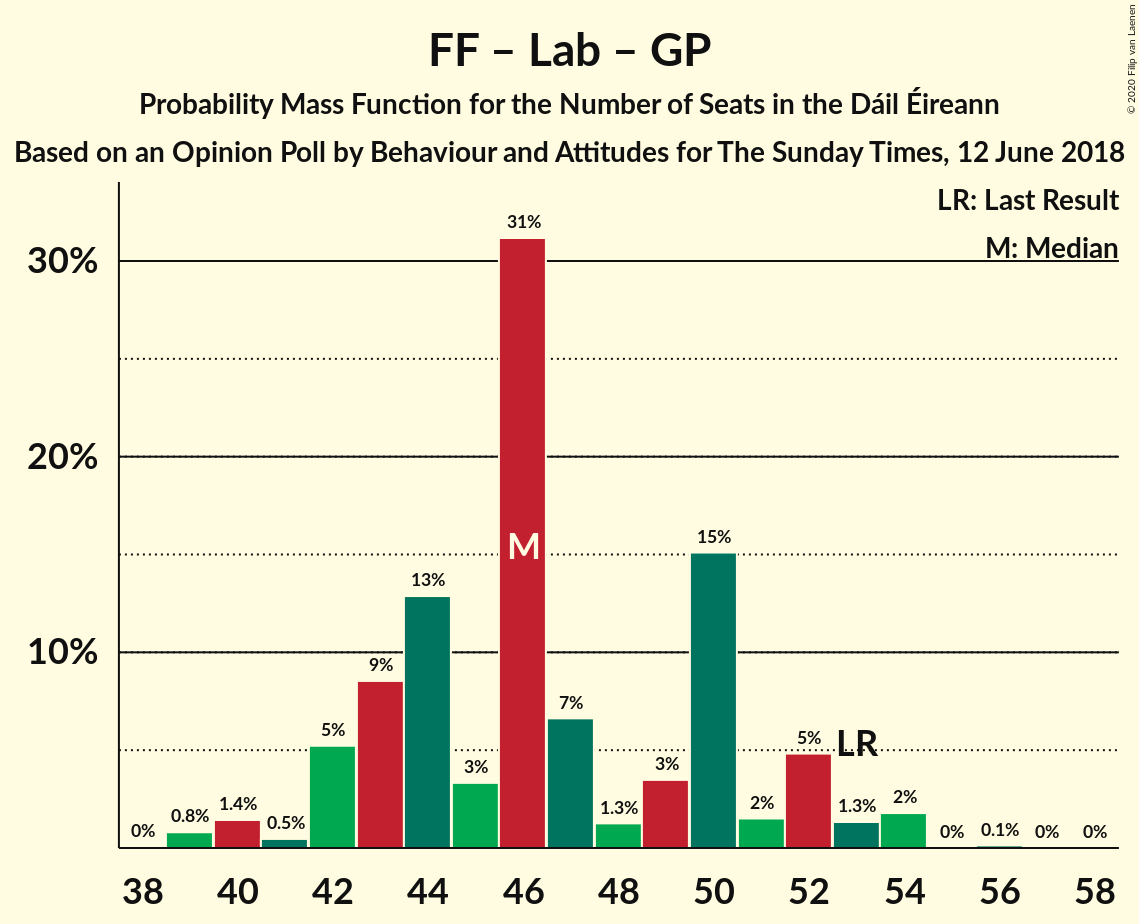 FF – Lab – GP
Probability Mass Function for the Number of Seats in the Dáil Éireann
Based on an Opinion Poll by Behaviour and Attitudes for The Sunday Times, 12 June 2018
© 2020 Filip van Laenen
LR: Last Result
M: Median
30%
20%
10%
0%
0.8%
1.4%
0.5%
5%
9%
13%
3%
31%
M
7%
1.3%
3%
15%
2%
5%
LR
1.3%
2%
0%
0.1%
0%
0%
38 40 42 44 46 48 50 52 54 56 58